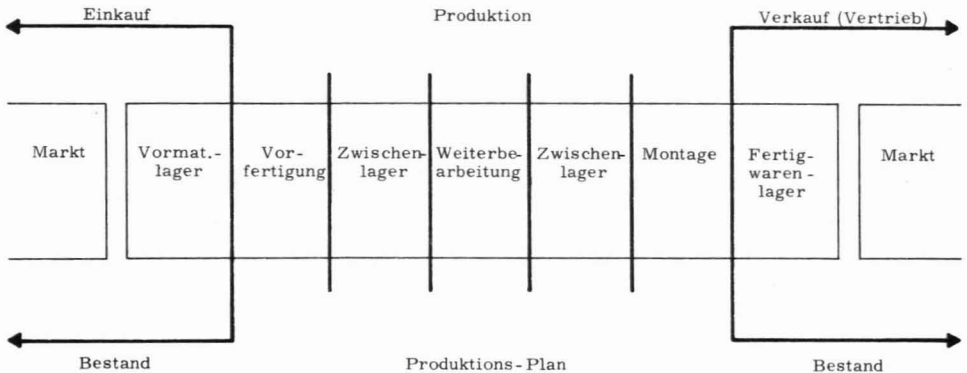 Einkauf
Produktion
Verkauf (Vertrieb)
Markt
Vormat.-
lager
Vor-
fertigung
Zwischen-
lager
Weiterbe-
arbeitung
Zwischen-
lager
Montage
Fertig-
waren-
lager
Markt
Bestand
Produktions-Plan
Bestand